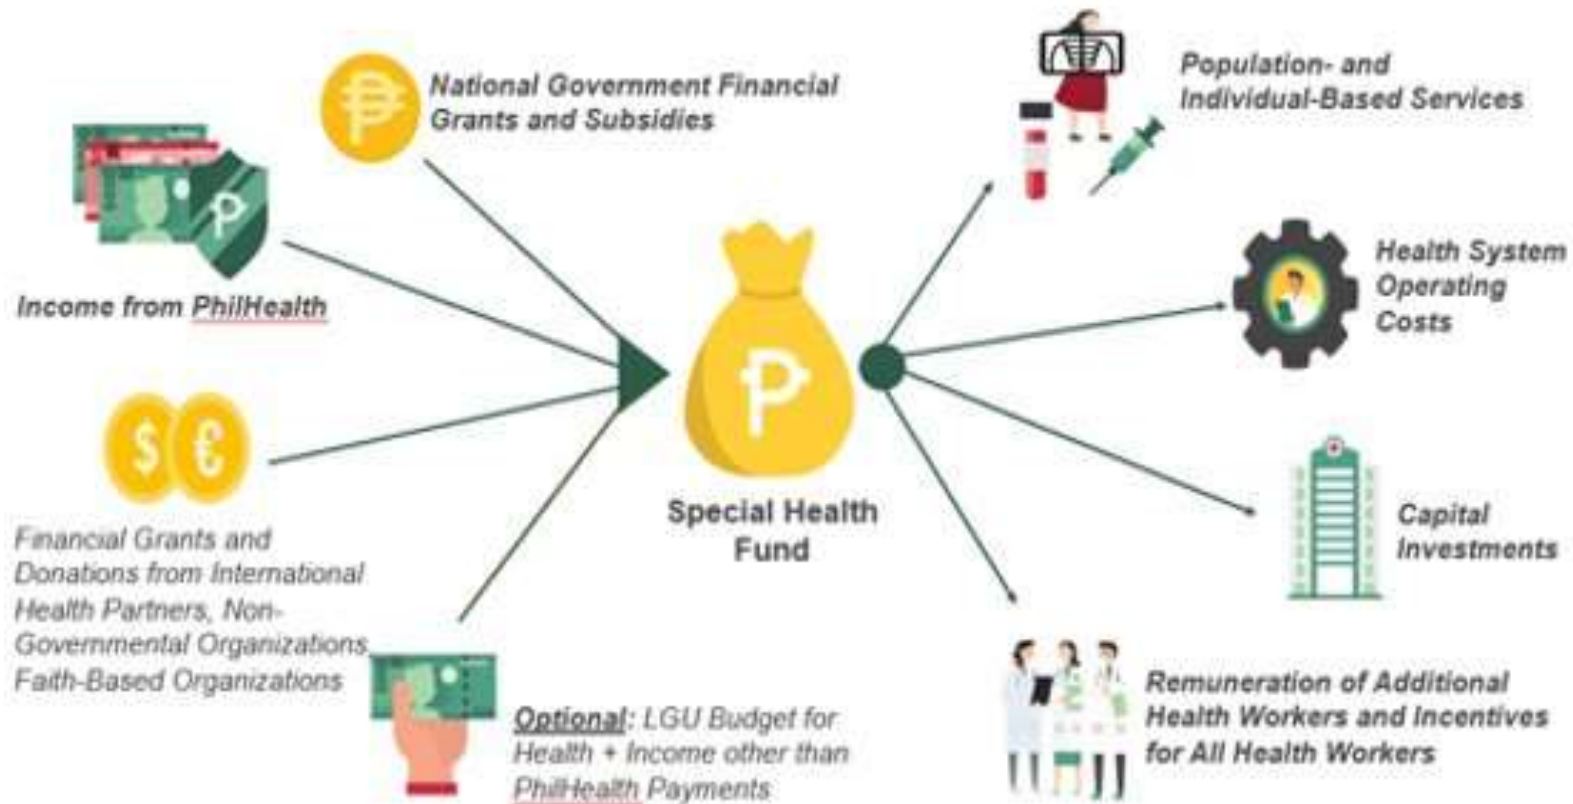 National Government Financial
Grants and Subsidies
Income from PhilHealth
$ €
Financial Grants and
Donations from International
Health Partners, Non-
Governmental Organizations
Faith-Based Organizations
Optional: LGU Budget for
Health + Income other than
PhilHealth Payments
₱
Special Health
Fund
Population- and
Individual-Based Services
Health System
Operating
Costs
Capital
Investments
Remuneration of Additional
Health Workers and Incentives
for All Health Workers